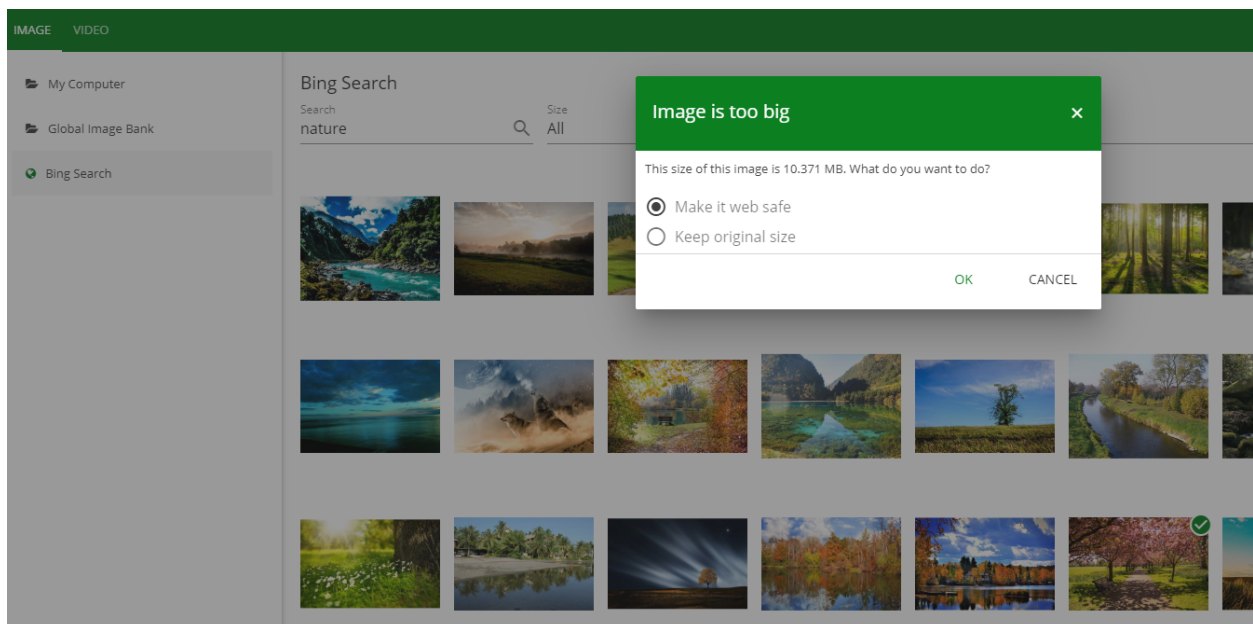 IMAGE VIDEO
My Computer
Global Image Bank
Bing Search
Bing Search
Search
nature
Size
All
Image is too big ×
This size of this image is 10.371 MB. What do you want to do?
Make it web safe
Keep original size
OK CANCEL